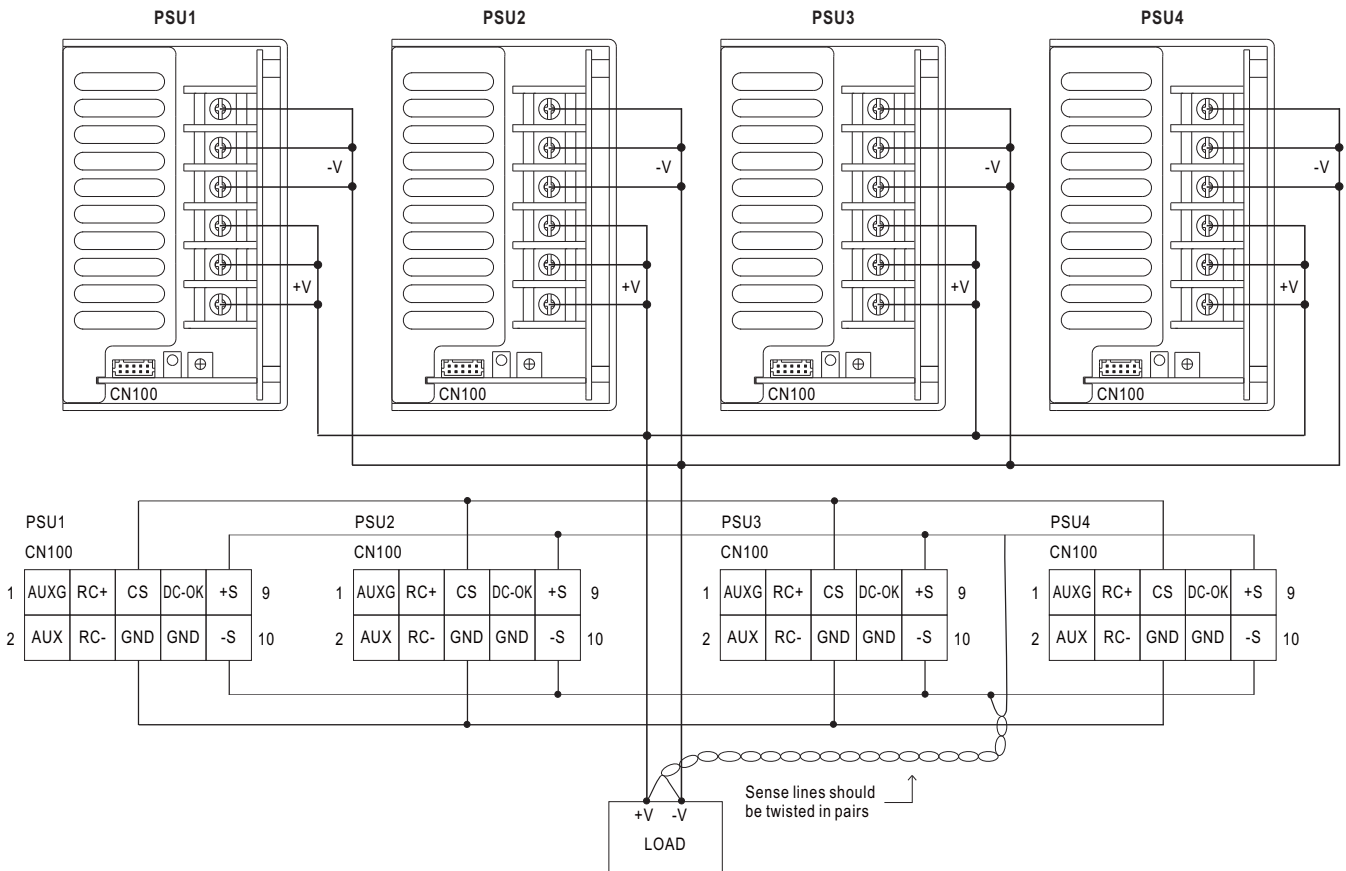 PSU1 PSU2 PSU3 PSU4
-V -V -V -V
+V +V +V +V
CN100 CN100 CN100 CN100
PSU1 PSU2 PSU3 PSU4
CN100 CN100 CN100 CN100
1 AUXG RC+ CS DC-OK +S 9 1 AUXG RC+ CS DC-OK +S 9 1 AUXG RC+ CS DC-OK +S 9 1 AUXG RC+ CS DC-OK +S 9
2 AUX RC- GND GND -S 10 2 AUX RC- GND GND -S 10 2 AUX RC- GND GND -S 10 2 AUX RC- GND GND -S 10
Sense lines should
be twisted in pairs
+V -V
LOAD